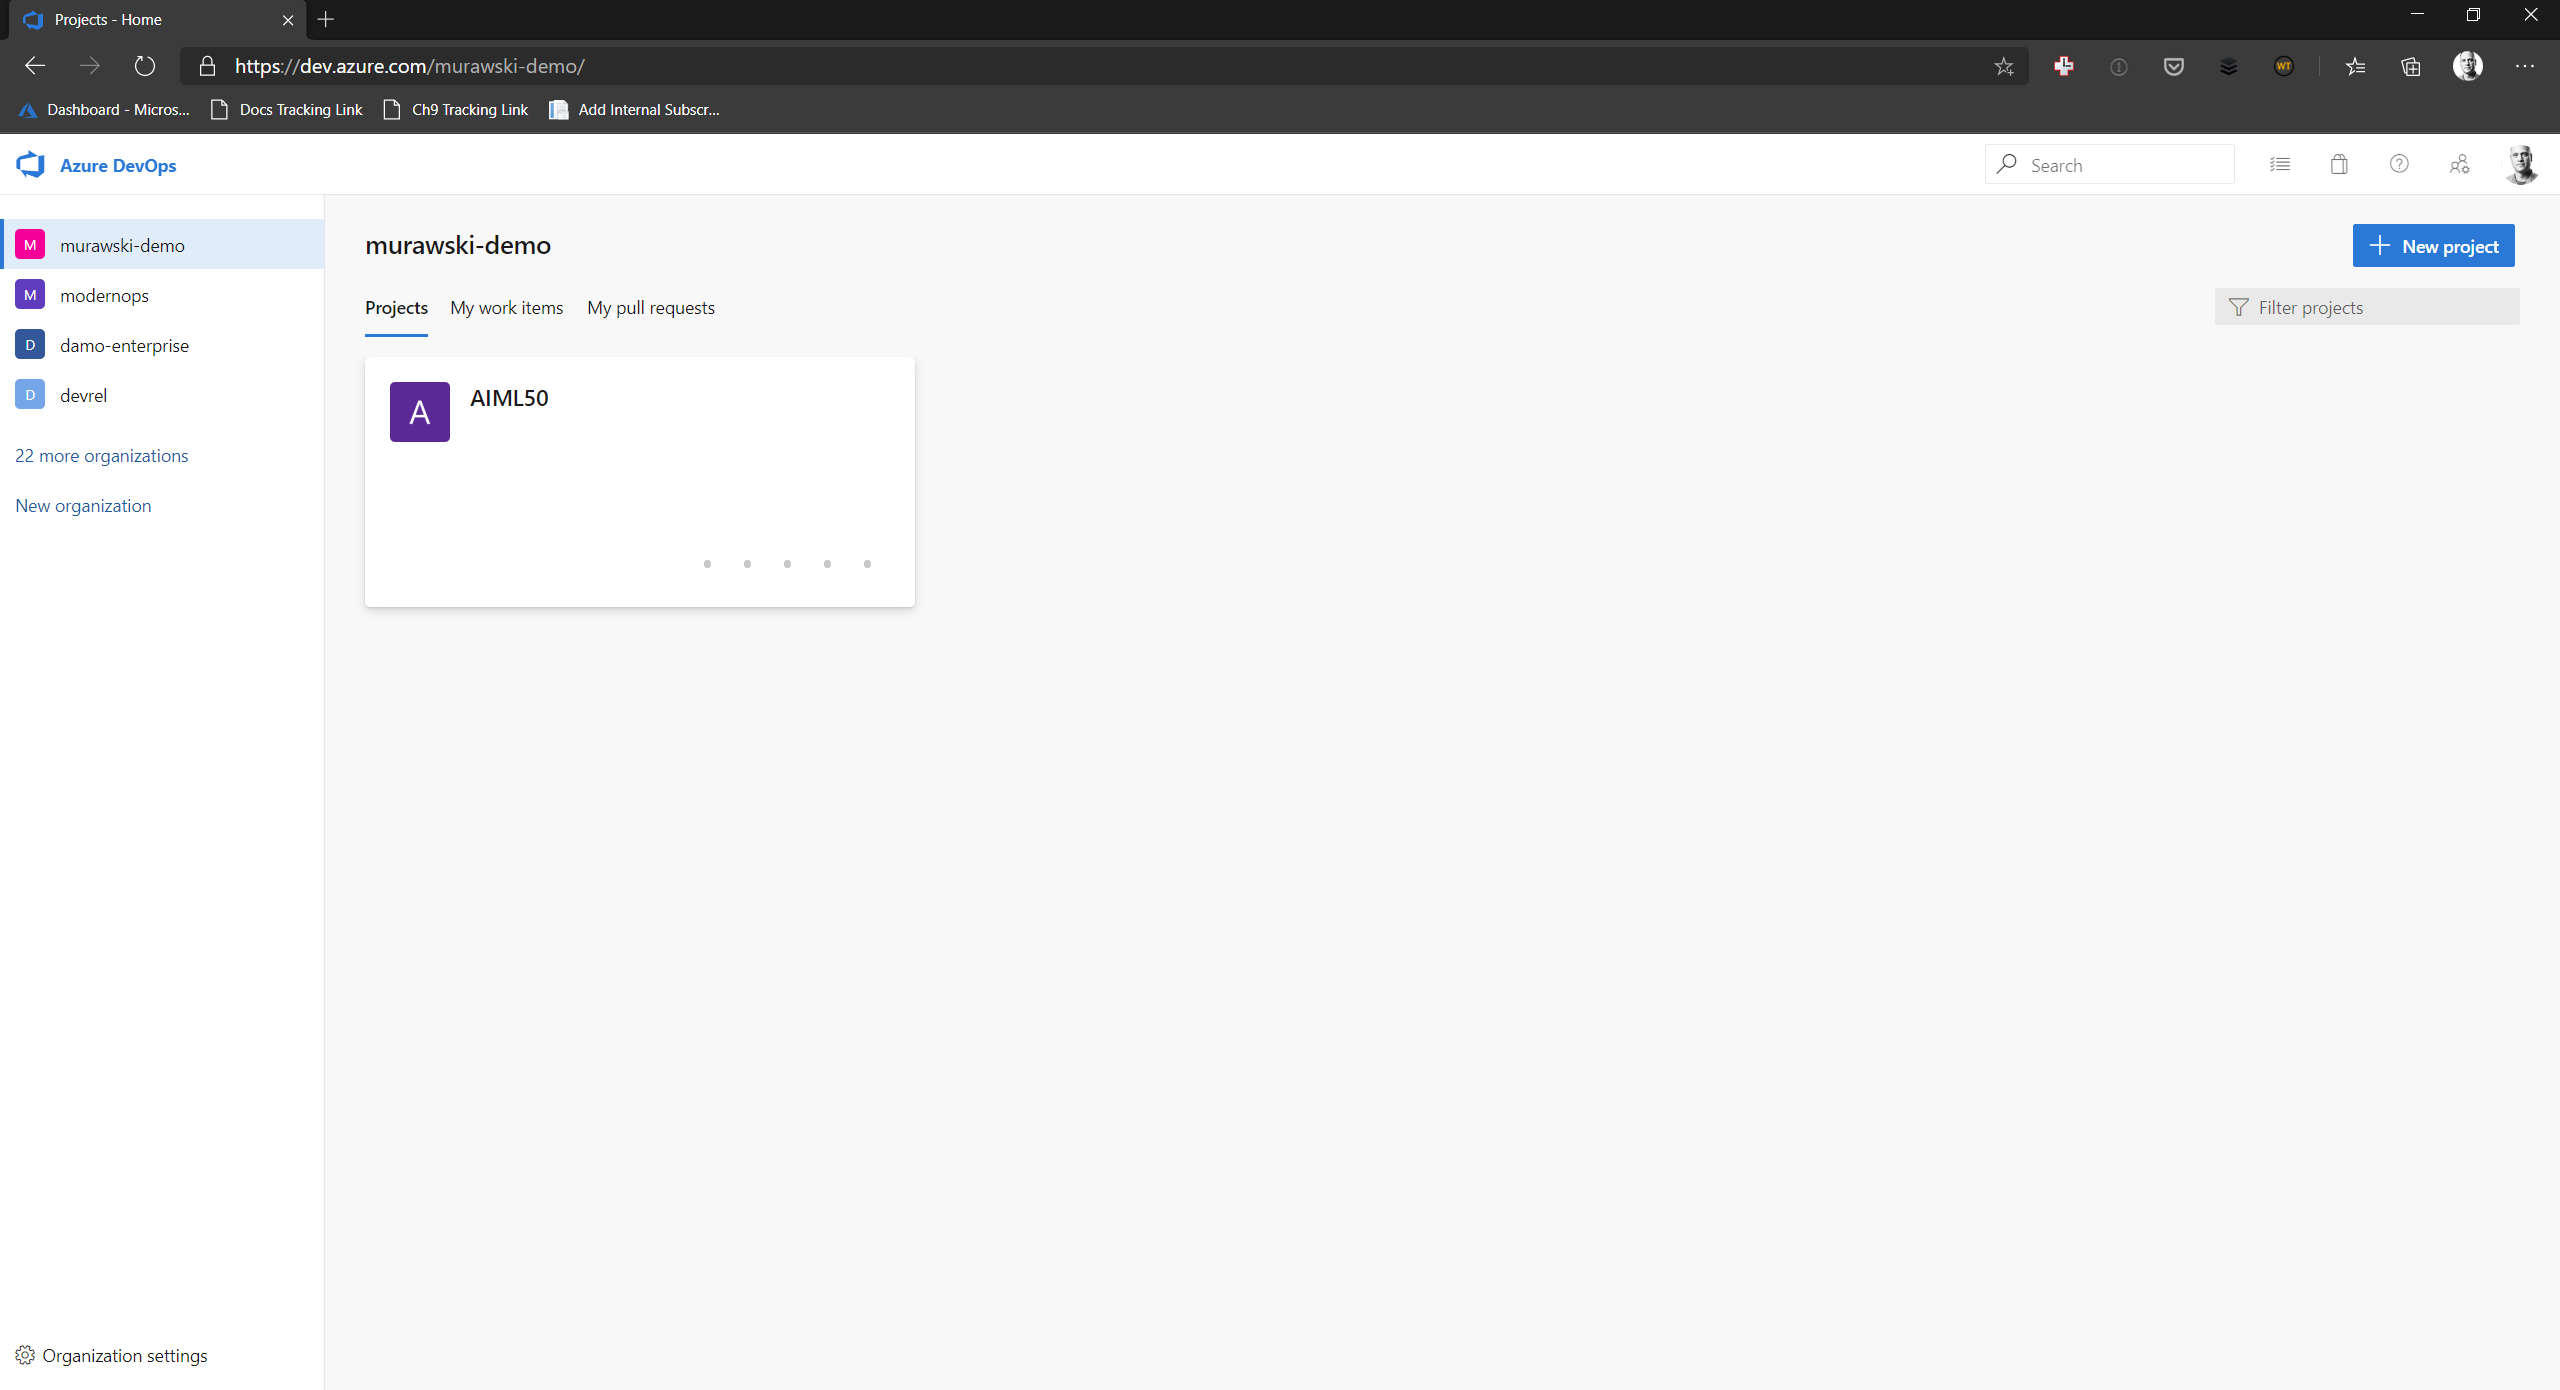 Projects - Home
https://dev.azure.com/murawski-demo/
WT
Dashboard - Micros...
Docs Tracking Link
Ch9 Tracking Link
Add Internal Subscr...
Azure DevOps
Search
M murawski-demo
M modernops
D damo-enterprise
D devrel
22 more organizations
New organization
Organization settings
murawski-demo
New project
Projects
My work items
My pull requests
Filter projects
A AIML50